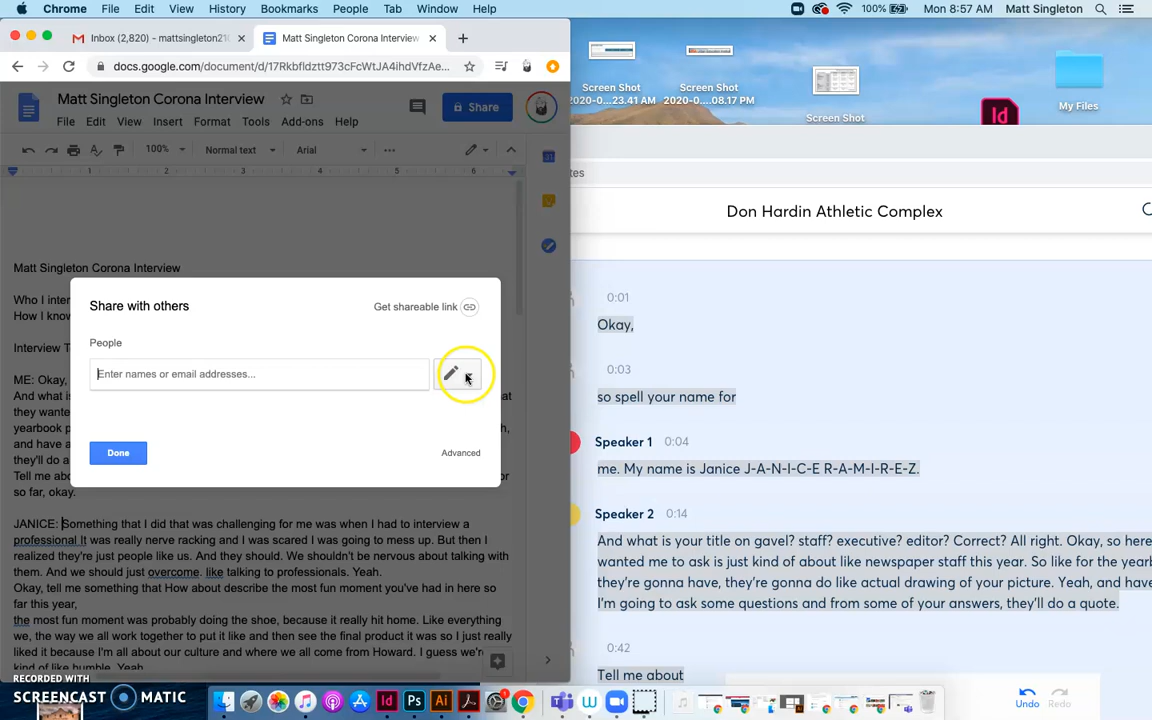 Chrome File Edit View History Bookmarks People Tab Window Help 100% Mon 8:57 AM Matt Singleton
Inbox (2,820) - mattsingleton21
Matt Singleton Corona Interview
docs.google.com/document/d/17Rkbfldztt973cFcWtJA4ihdVfzAe...
Matt Singleton Corona Interview
Share
File Edit View Insert Format Tools Add-ons Help
100% Normal text Arial
1 2 3 4 5 6
Matt Singleton Corona Interview
Who I inter
How I know
Interview T
ME: Okay,
And what is
they wante
yearbook p
and have a
they'll do a
Tell me abo
so far, okay.
Share with others
Get shareable link
People
Enter names or email addresses...
Done
Advanced
JANICE: Something that I did that was challenging for me was when I had to interview a
professional It was really nerve racking and I was scared I was going to mess up. But then I
realized they're just people like us. And they should. We shouldn't be nervous about talking with
them. And we should just overcome. like talking to professionals. Yeah.
Okay, tell me something that How about describe the most fun moment you've had in here so
far this year,
the most fun moment was probably doing the shoe, because it really hit home. Like everything
we, the way we all work together to put it like and then see the final product it was so I just really
liked it because I'm all about our culture and where we all come from Howard. I guess we'r
kind of like humble. Yeah
RECORDED WITH
SCREENCAST MATIC
Screen Shot
2020-0....23.41 AM
Screen Shot
2020-0....08.17 PM
Screen Shot
Id
My Files
tes
Don Hardin Athletic Complex
0:01
Okay,
0:03
so spell your name for
Speaker 1 0:04
me. My name is Janice J-A-N-I-C-E R-A-M-I-R-E-Z.
Speaker 2 0:14
And what is your title on gavel? staff? executive? editor? Correct? All right. Okay, so here
wanted me to ask is just kind of about like newspaper staff this year. So like for the year
they're gonna have, they're gonna do like actual drawing of your picture. Yeah, and have
I'm going to ask some questions and from some of your answers, they'll do a quote.
0:42
Tell me about
Undo Redo
Id Ps Ai